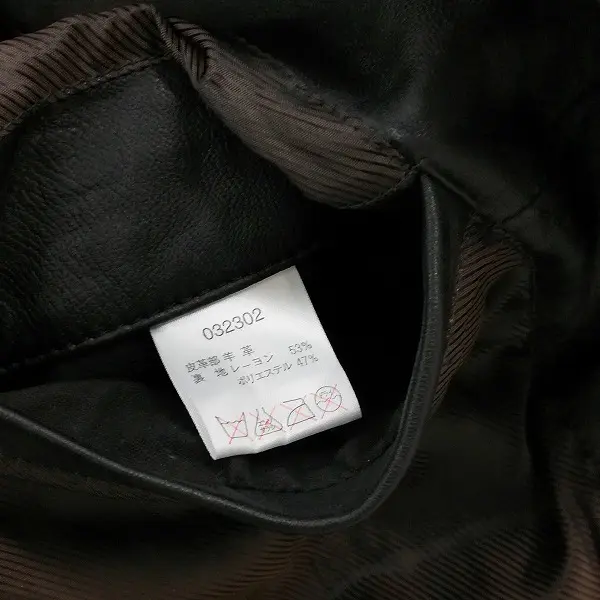 032302
皮革部 羊 革
裏 地 レーヨン 53%
ポリエステル 47%